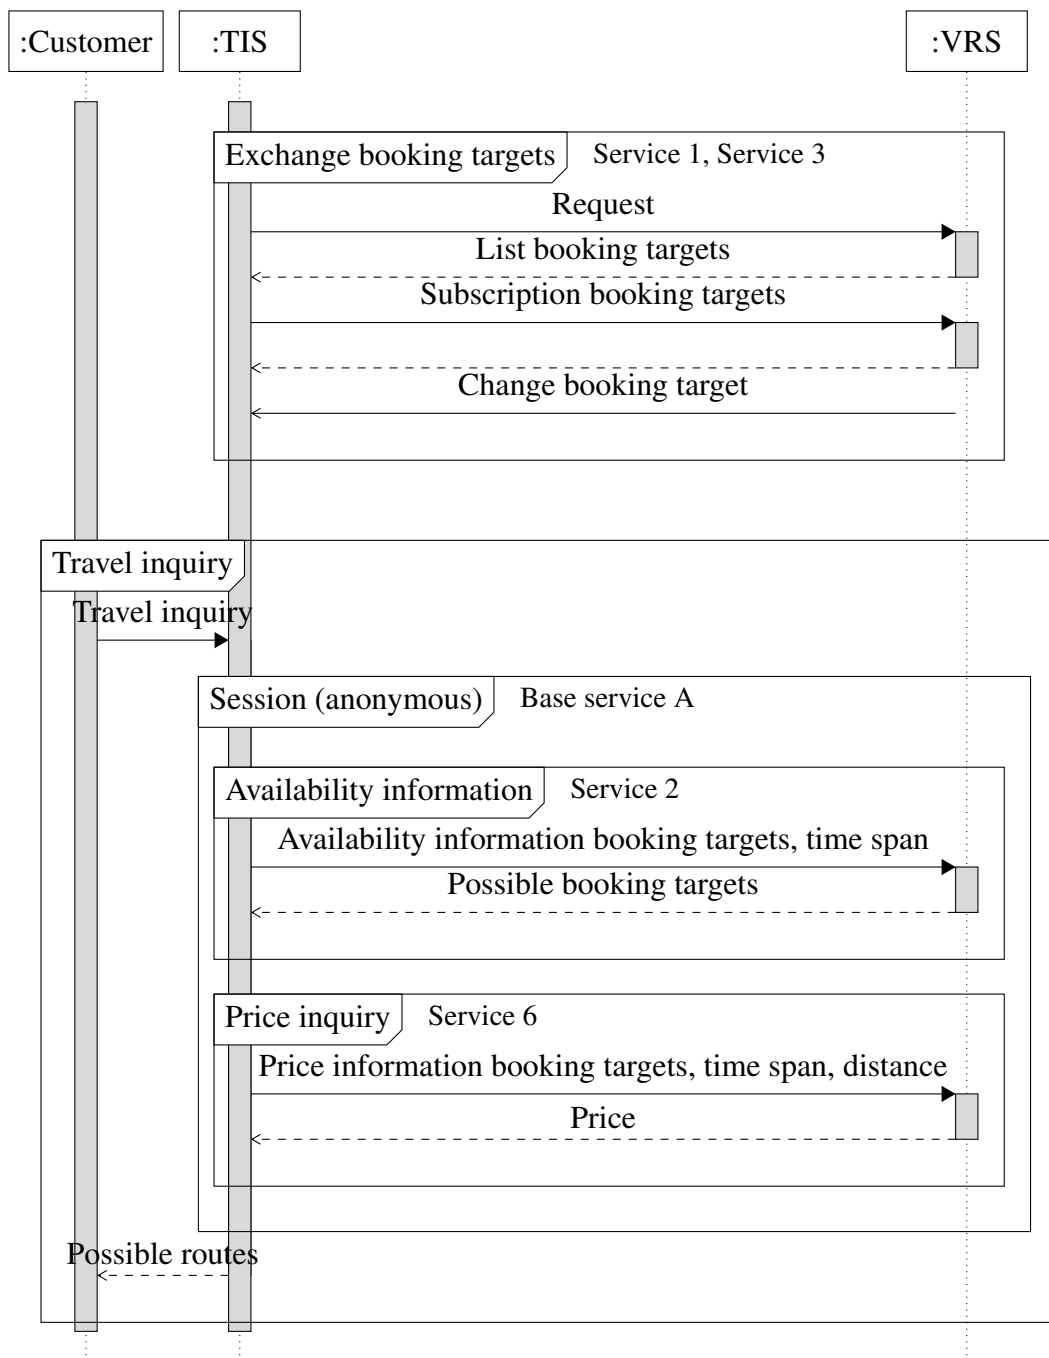 :Customer :TIS :VRS
Exchange booking targets Service 1, Service 3
Request
List booking targets
Subscription booking targets
Change booking target
Travel inquiry
Travel inquiry
Session (anonymous) Base service A
Availability information Service 2
Availability information booking targets, time span
Possible booking targets
Price inquiry Service 6
Price information booking targets, time span, distance
Price
Possible routes